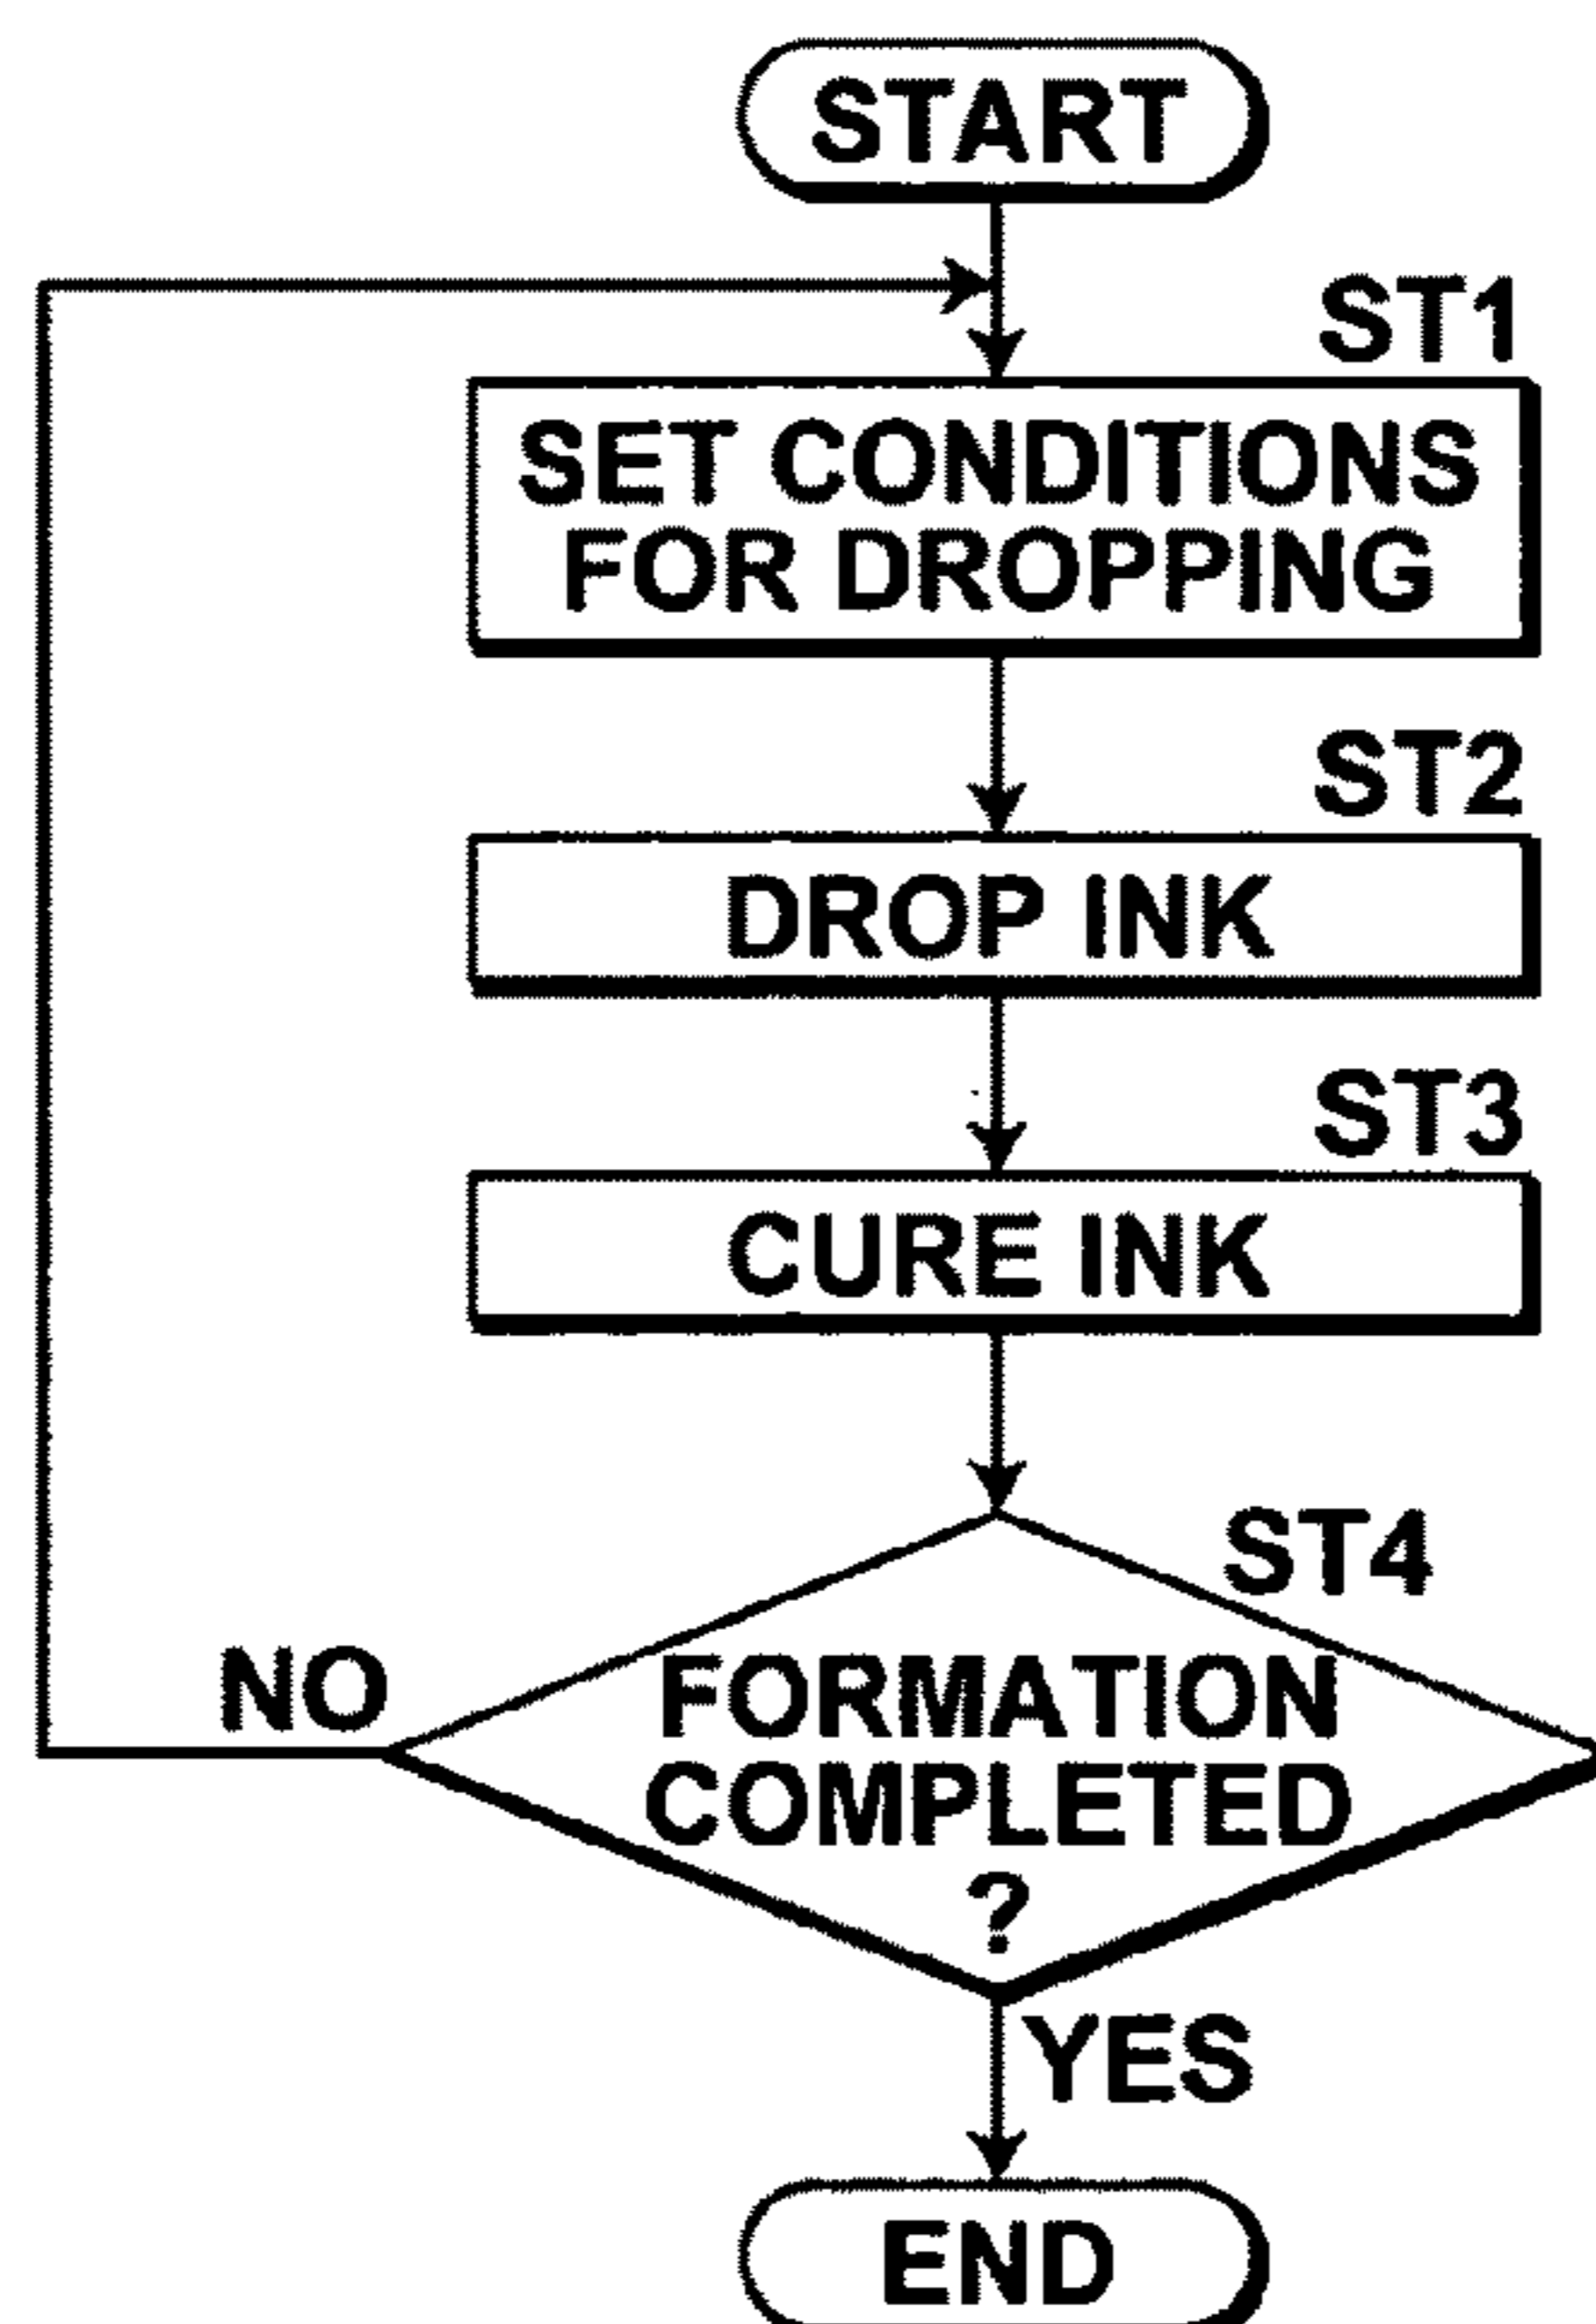 START
ST1
SET CONDITIONS
FOR DROPPING
ST2
DROP INK
ST3
CURE INK
ST4
NO
FORMATION
COMPLETED
?
YES
END